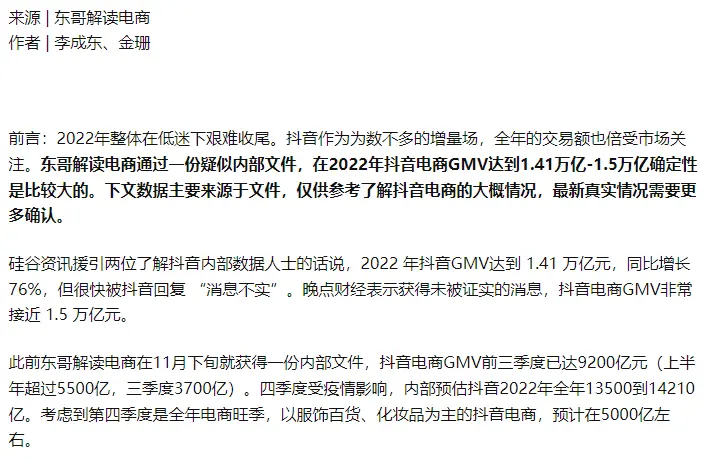 来源 | 东哥解读电商
作者 | 李成东、金珊
前言：2022年整体在低迷下艰难收尾。抖音作为为数不多的增量场，全年的交易额也倍受市场关
注。东哥解读电商通过一份疑似内部文件，在2022年抖音电商GMV达到1.41万亿-1.5万亿确定性
是比较大的。下文数据主要来源于文件，仅供参考了解抖音电商的大概情况，最新真实情况需要更
多确认。
硅谷资讯援引两位了解抖音内部数据人士的话说，2022 年抖音GMV达到 1.41 万亿元，同比增长
76%，但很快被抖音回复 “消息不实”。晚点财经表示获得未被证实的消息，抖音电商GMV非常
接近 1.5 万亿元。
此前东哥解读电商在11月下旬就获得一份内部文件，抖音电商GMV前三季度已达9200亿元（上半
年超过5500亿，三季度3700亿）。四季度受疫情影响，内部预估抖音2022年全年13500到14210
亿。考虑到第四季度是全年电商旺季，以服饰百货、化妆品为主的抖音电商，预计在5000亿左
右。